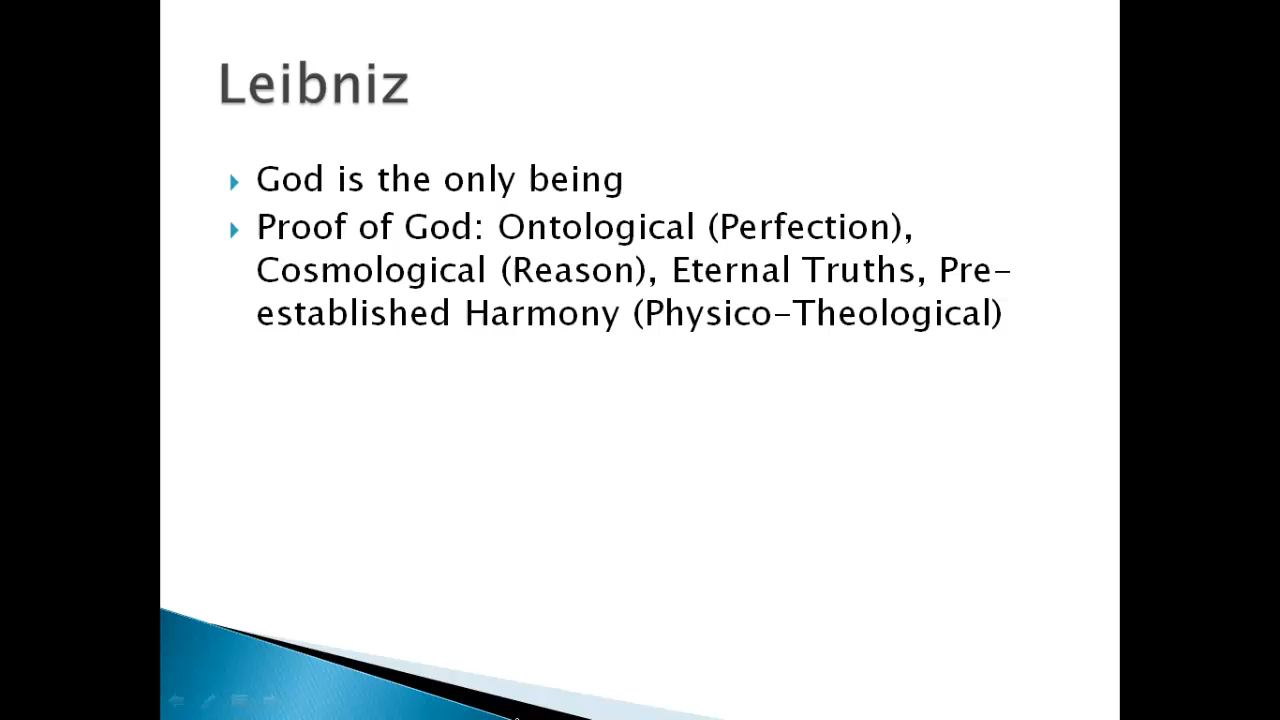 Leibniz
God is the only being
Proof of God: Ontological (Perfection),
Cosmological (Reason), Eternal Truths, Pre-
established Harmony (Physico-Theological)